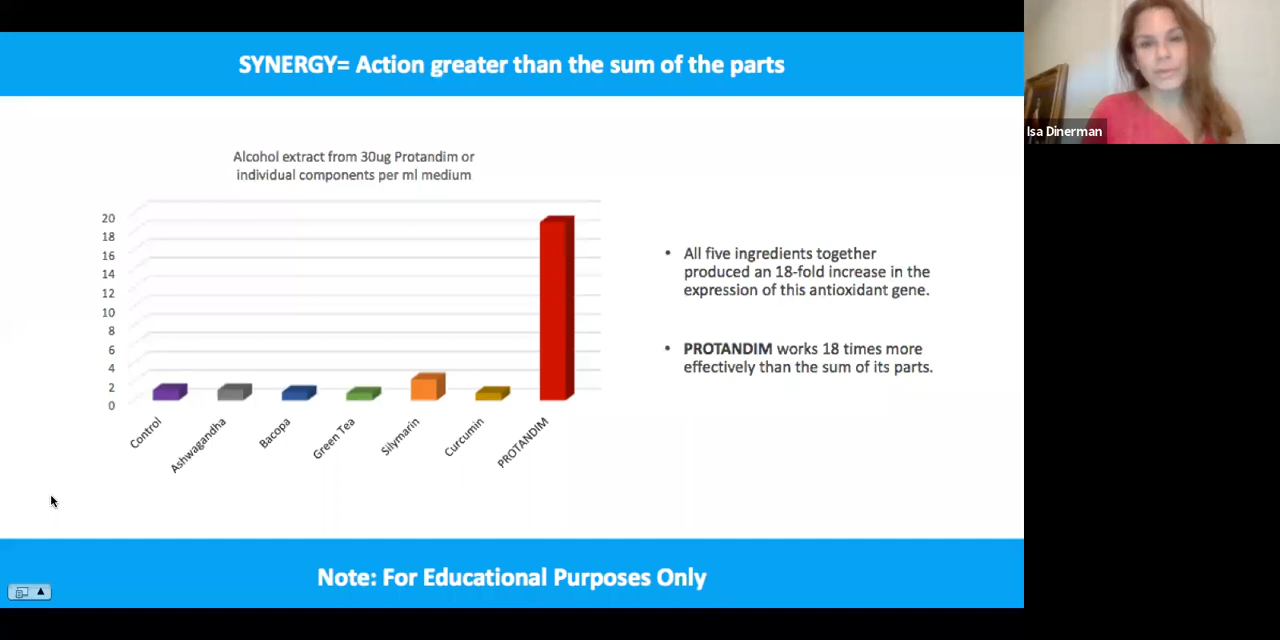 SYNERGY= Action greater than the sum of the parts
Isa Dinerman
Alcohol extract from 30ug Protandim or
individual components per ml medium
20
18
16
14
12
10
8
6
4
2
0
Control
Ashwagandha
Bacopa
Green Tea
Silymarin
Curcumin
PROTANDIM
• All five ingredients together
produced an 18-fold increase in the
expression of this antioxidant gene.
• PROTANDIM works 18 times more
effectively than the sum of its parts.
Note: For Educational Purposes Only